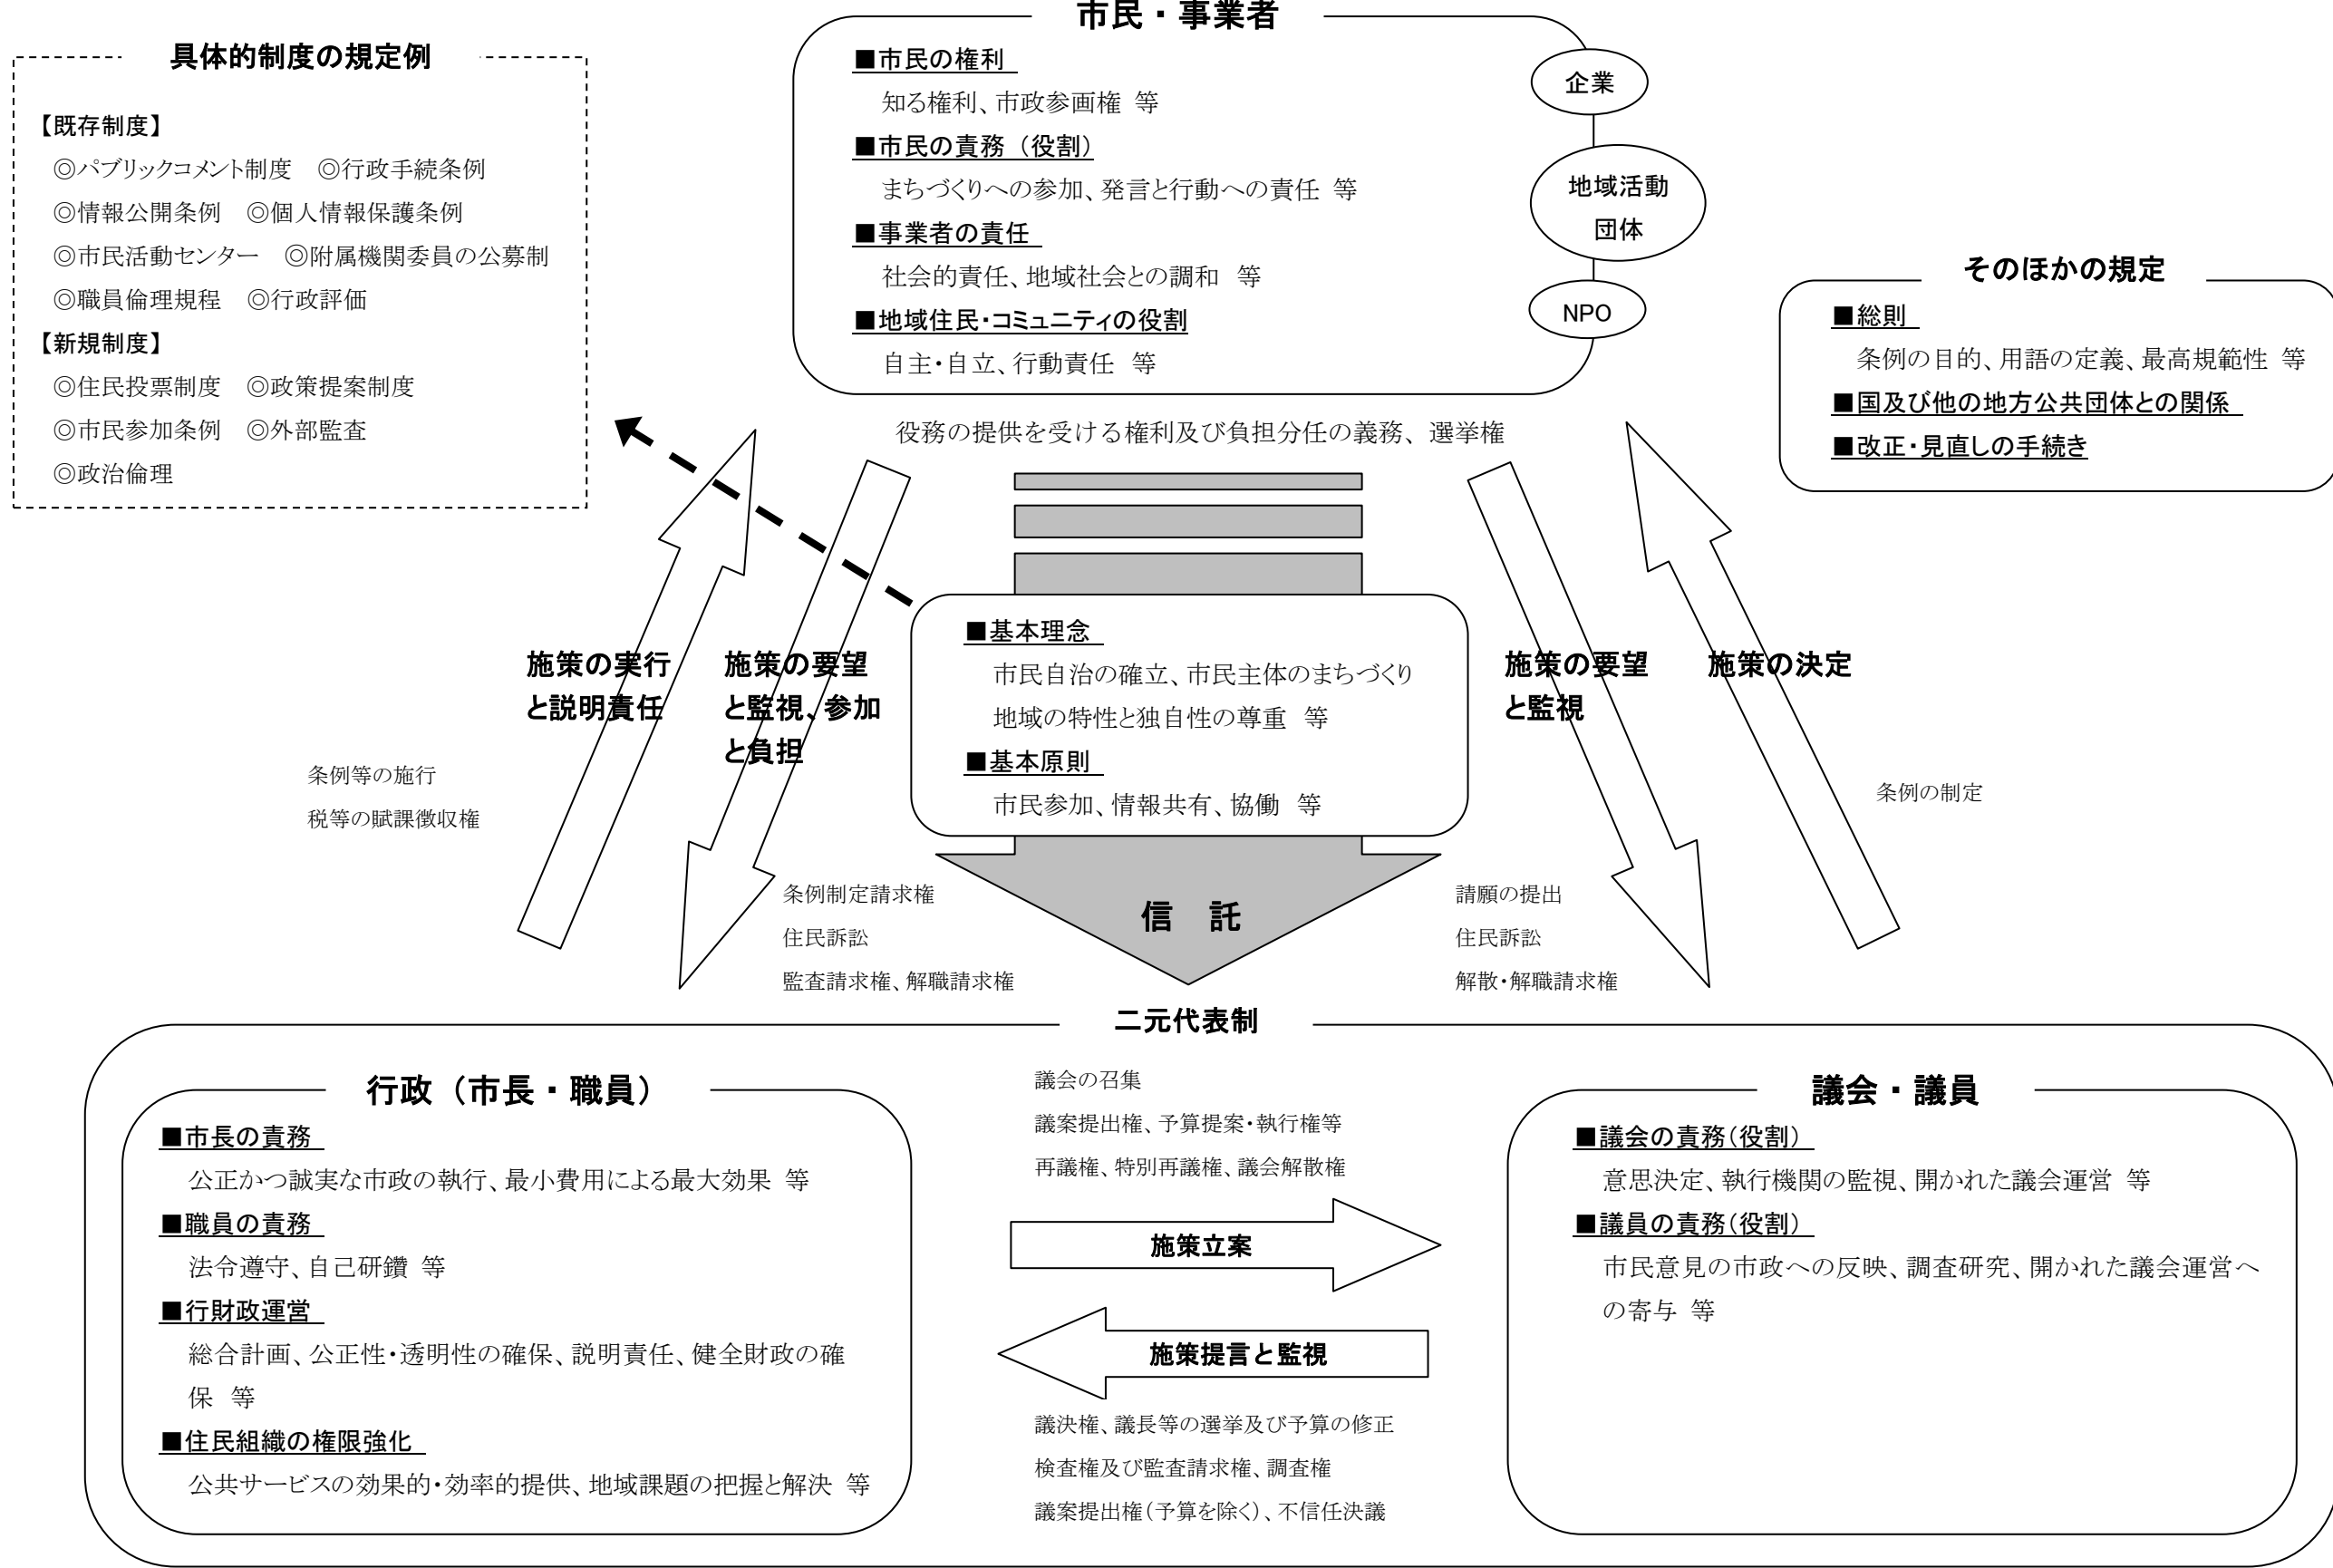 市民・事業者
■市民の権利
知る権利、市政参画権 等
■市民の責務（役割）
まちづくりへの参加、発言と行動への責任 等
■事業者の責任
社会的責任、地域社会との調和 等
■地域住民・コミュニティの役割
自主・自立、行動責任 等
企業
地域活動
団体
NPO
具体的制度の規定例
【既存制度】
◎パブリックコメント制度 ◎行政手続条例
◎情報公開条例 ◎個人情報保護条例
◎市民活動センター ◎附属機関委員の公募制
◎職員倫理規程 ◎行政評価
【新規制度】
◎住民投票制度 ◎政策提案制度
◎市民参加条例 ◎外部監査
◎政治倫理
そのほかの規定
■総則
条例の目的、用語の定義、最高規範性 等
■国及び他の地方公共団体との関係
■改正・見直しの手続き
役務の提供を受ける権利及び負担分任の義務、選挙権
■基本理念
市民自治の確立、市民主体のまちづくり
地域の特性と独自性の尊重 等
■基本原則
市民参加、情報共有、協働 等
施策の実行
と説明責任
施策の要望
と監視、参加
と負担
施策の要望
と監視
施策の決定
条例等の施行
税等の賦課徴収権
条例の制定
条例制定請求権
住民訴訟
監査請求権、解職請求権
信 託
請願の提出
住民訴訟
解散・解職請求権
二元代表制
行政（市長・職員）
■市長の責務
公正かつ誠実な市政の執行、最小費用による最大効果 等
■職員の責務
法令遵守、自己研鑽 等
■行財政運営
総合計画、公正性・透明性の確保、説明責任、健全財政の確
保 等
■住民組織の権限強化
公共サービスの効果的・効率的提供、地域課題の把握と解決 等
議会の召集
議案提出権、予算提案・執行権等
再議権、特別再議権、議会解散権
施策立案
施策提言と監視
議決権、議長等の選挙及び予算の修正
検査権及び監査請求権、調査権
議案提出権（予算を除く）、不信任決議
議会・議員
■議会の責務（役割）
意思決定、執行機関の監視、開かれた議会運営 等
■議員の責務（役割）
市民意見の市政への反映、調査研究、開かれた議会運営へ
の寄与 等